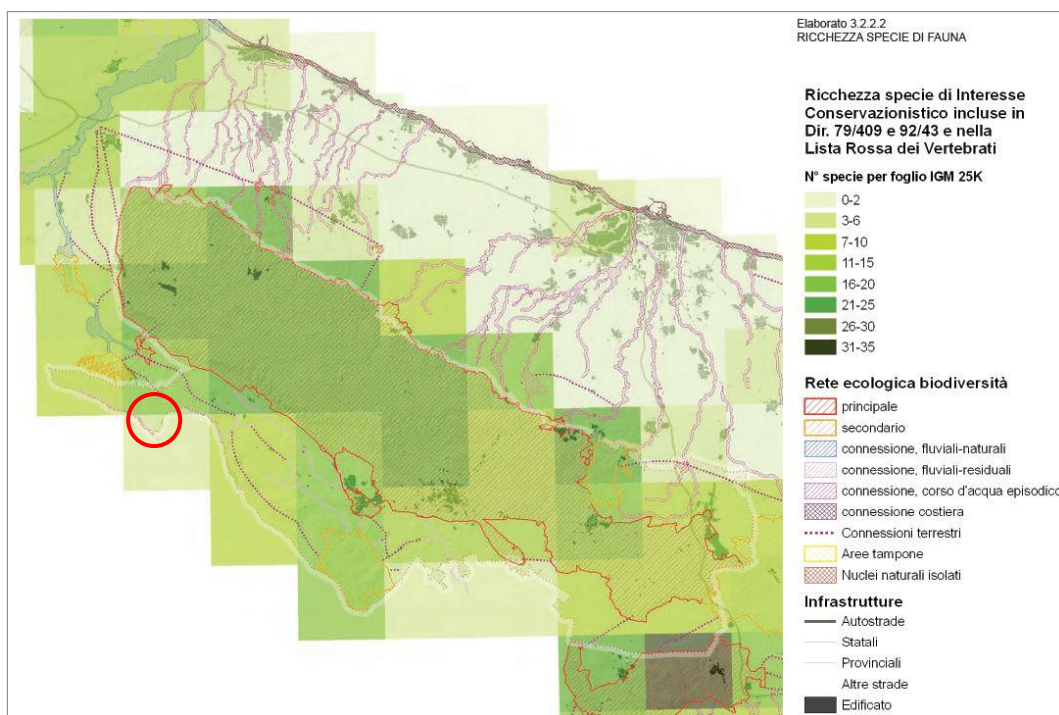 Elaborato 3.2.2.2
RICCHEZZA SPECIE DI FAUNA
Ricchezza specie di Interesse
Conservazionistico incluse in
Dir. 79/409 e 92/43 e nella
Lista Rossa dei Vertebrati
N° specie per foglio IGM 25K
0-2
3-6
7-10
11-15
16-20
21-25
26-30
31-35
Rete ecologica biodiversità
principale
secondario
connessione, fluviali-naturali
connessione, fluviali-residuali
connessione, corso d'acqua episodico
connessione costiera
Connessioni terrestri
Aree tampone
Nuclei naturali isolati
Infrastrutture
Autostrade
Statali
Provinciali
Altre strade
Edificato